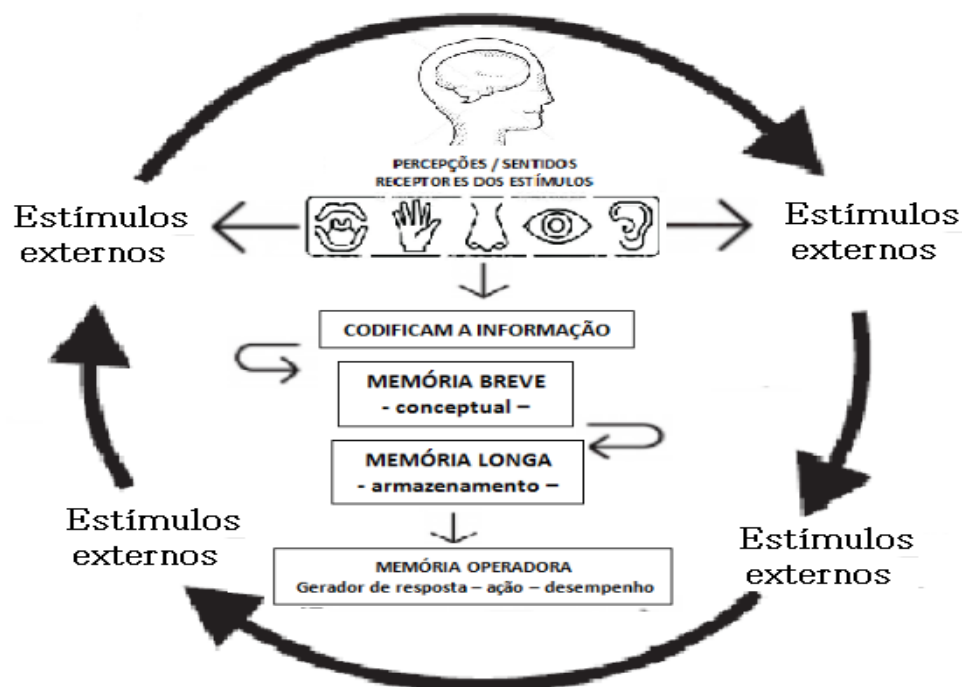 PERCEPÇÕES / SENTIDOS
RECEPTORES DOS ESTÍMULOS
Estímulos
externos
Estímulos
externos
CODIFICAM A INFORMAÇÃO
MEMÓRIA BREVE
- conceptual –
MEMÓRIA LONGA
- armazenamento –
Estímulos
externos
Estímulos
externos
MEMÓRIA OPERADORA
Gerador de resposta – ação – desempenho